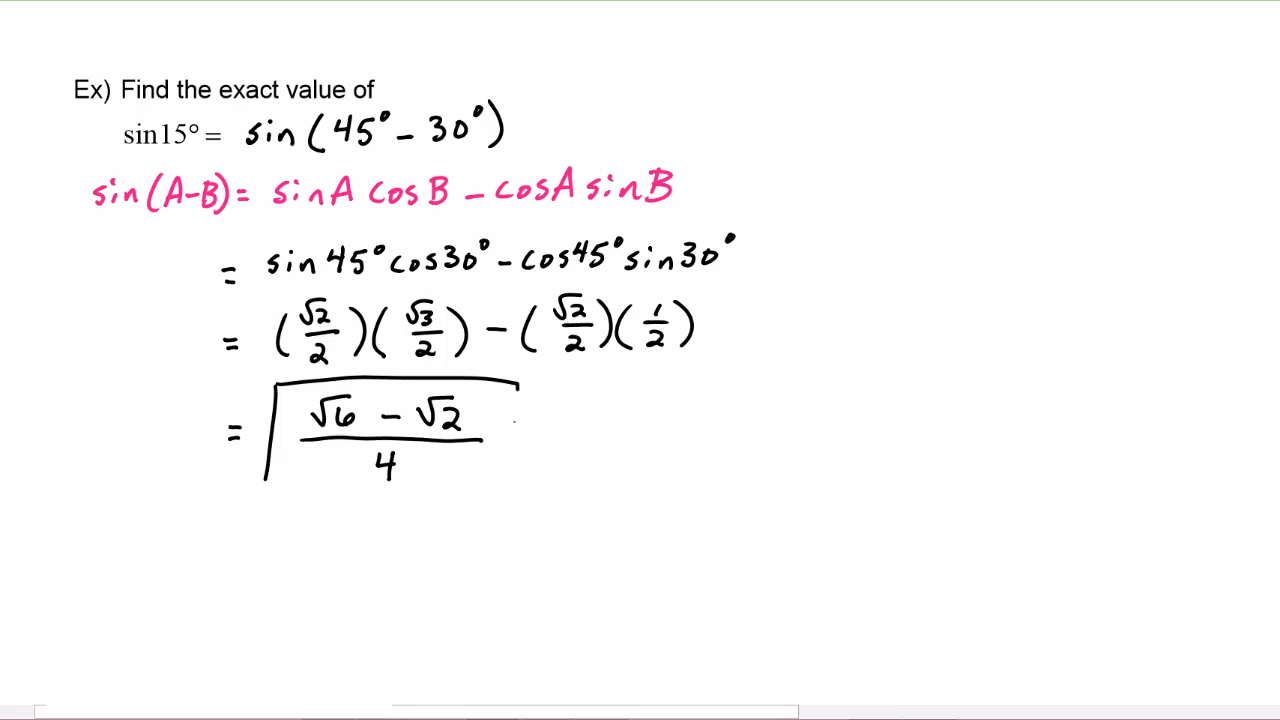 Ex) Find the exact value of
sin15° = sin(45° - 30°)
sin(A-B) = sinA cosB - cosA sinB
= sin45° cos30° - cos45° sin30°
= (√2/2)(√3/2) - (√2/2)(1/2)
= √6 - √2 / 4